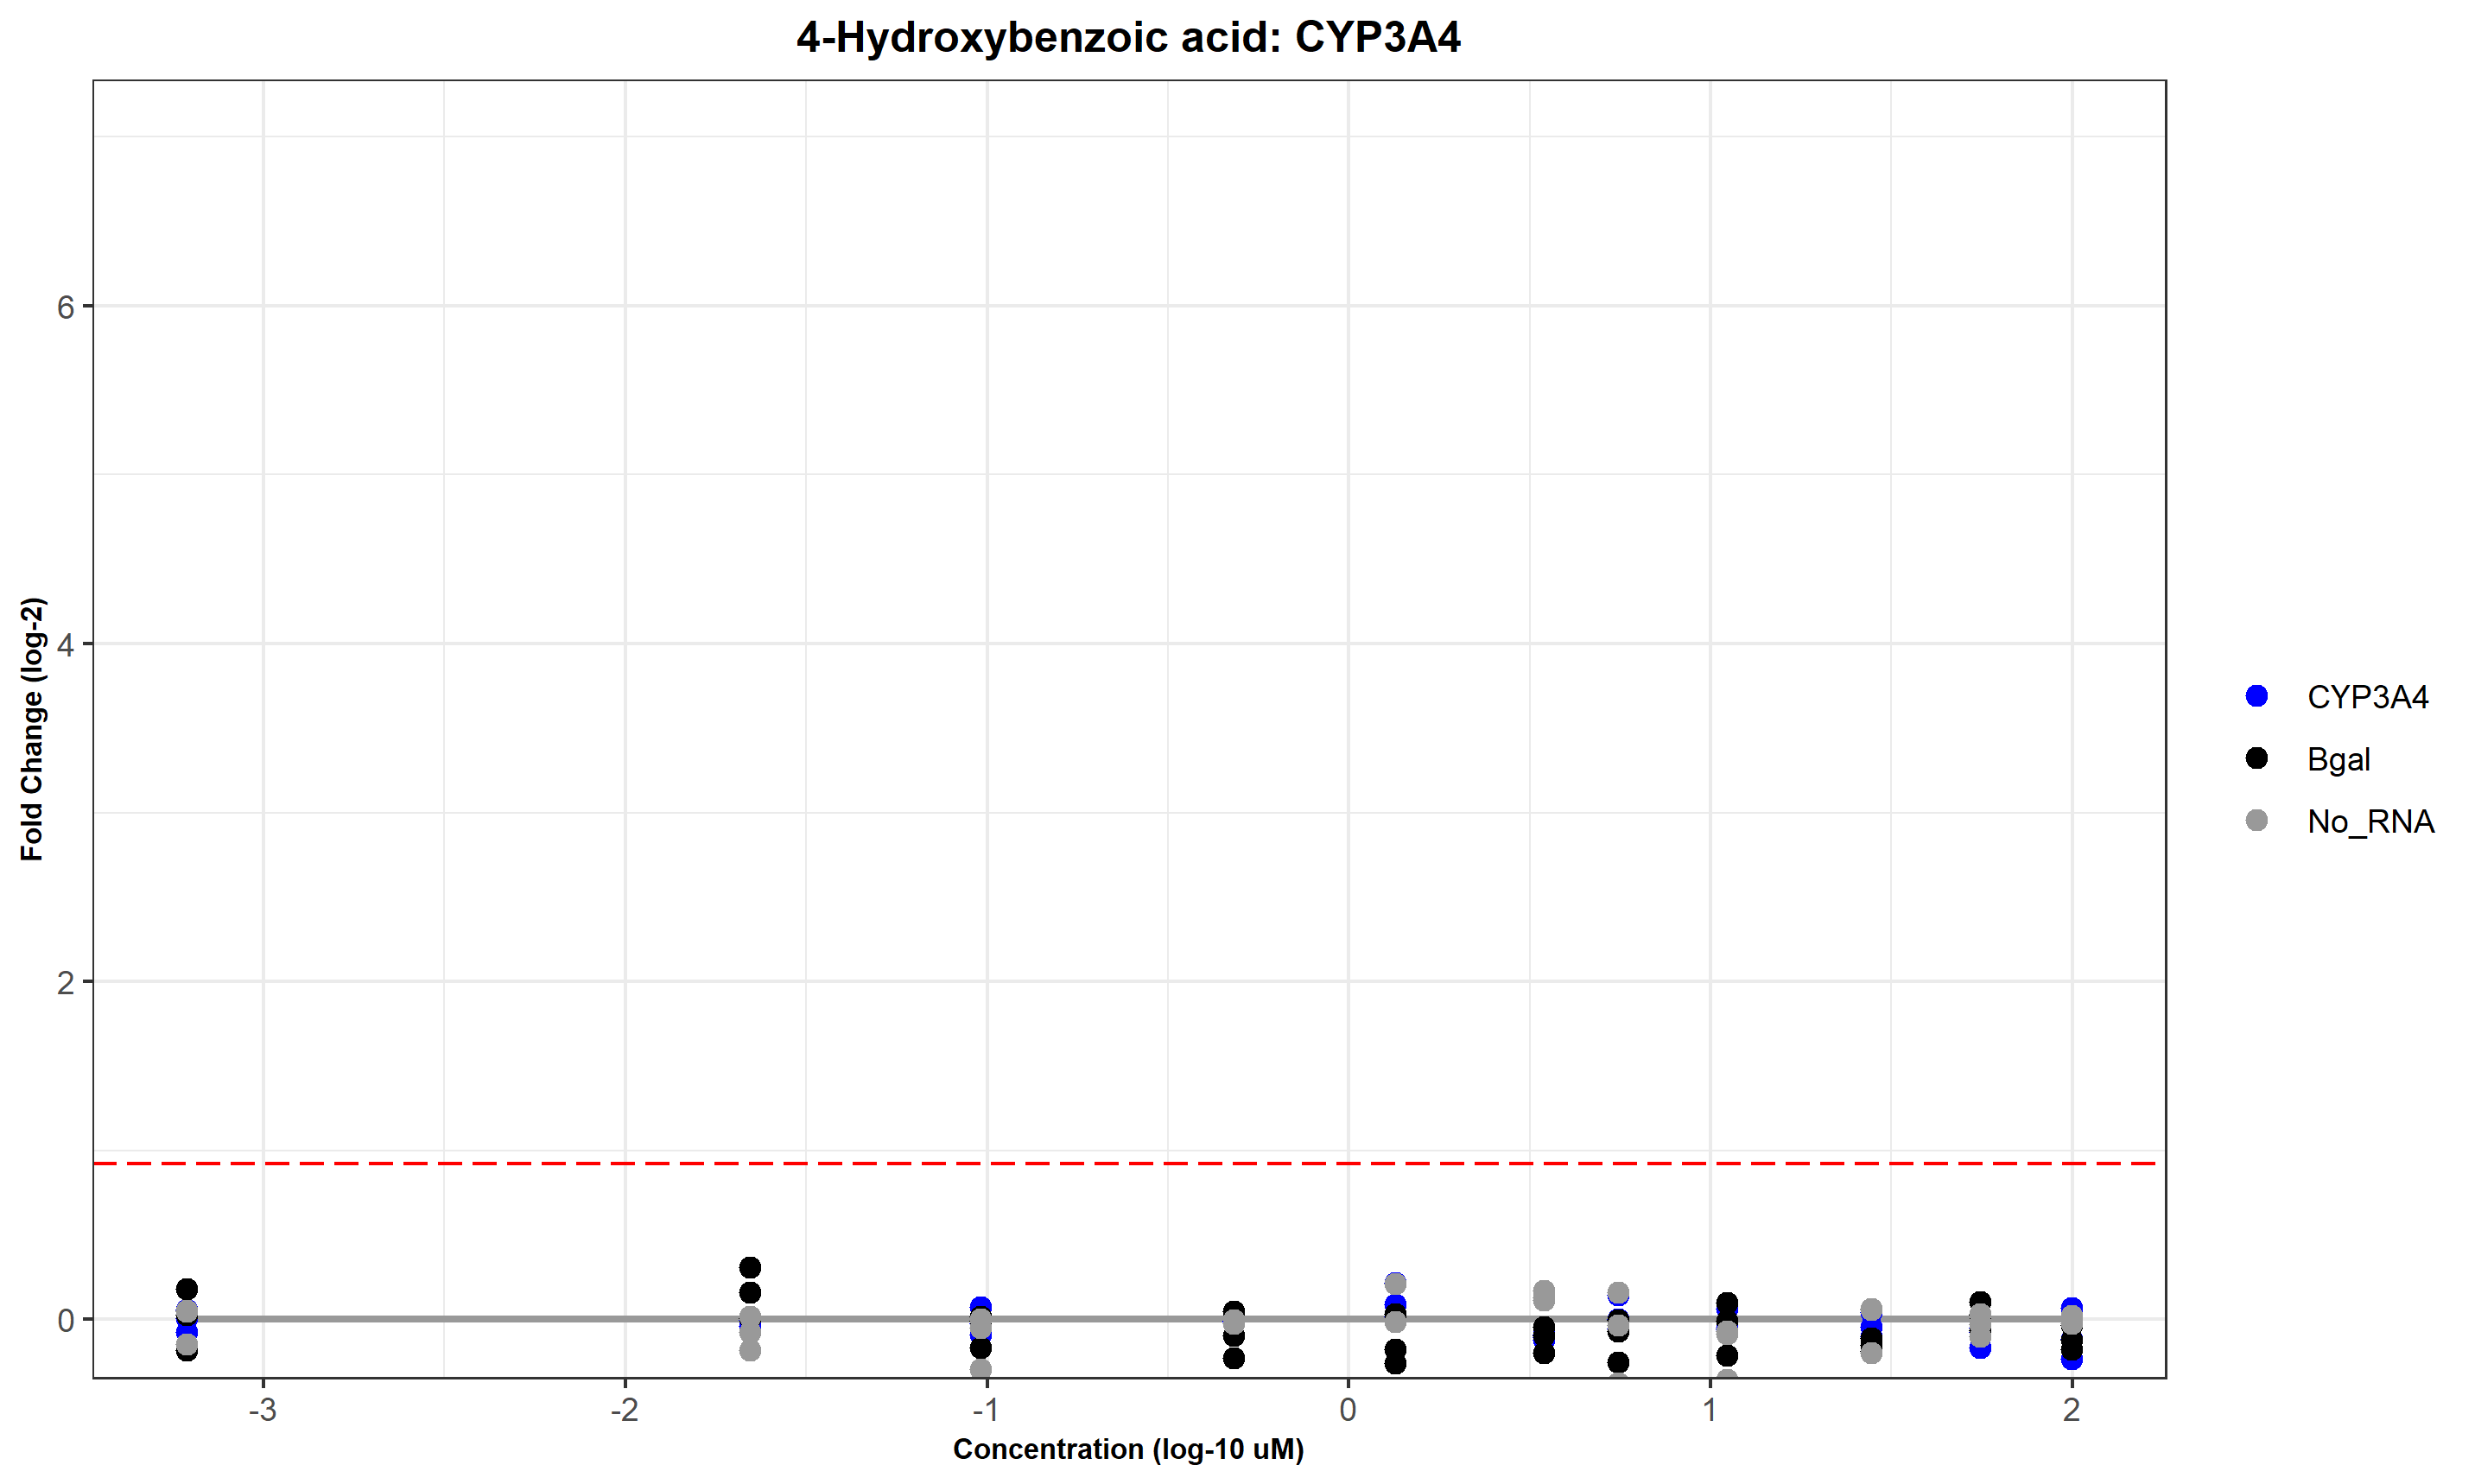 4-Hydroxybenzoic acid: CYP3A4
Fold Change (log-2)
6
4
2
0
-3
-2
-1
0
1
2
Concentration (log-10 uM)
CYP3A4
Bgal
No_RNA